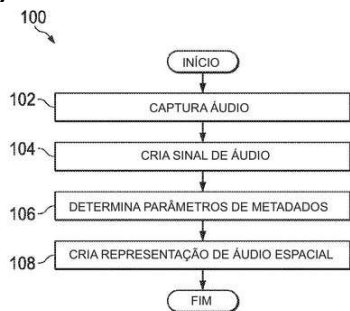 100
INÍCIO
102
CAPTURA ÁUDIO
104
CRIA SINAL DE ÁUDIO
106
DETERMINA PARÂMETROS DE METADADOS
108
CRIA REPRESENTAÇÃO DE ÁUDIO ESPACIAL
FIM